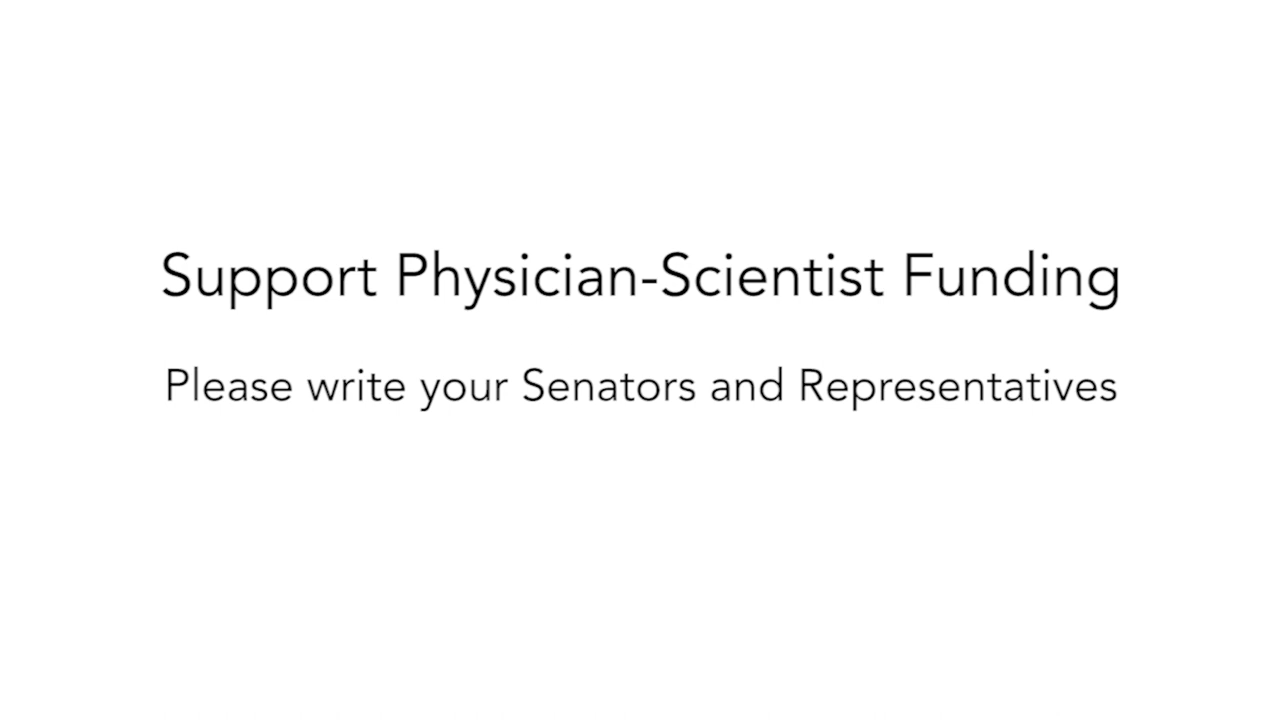 Support Physician-Scientist Funding
Please write your Senators and Representatives